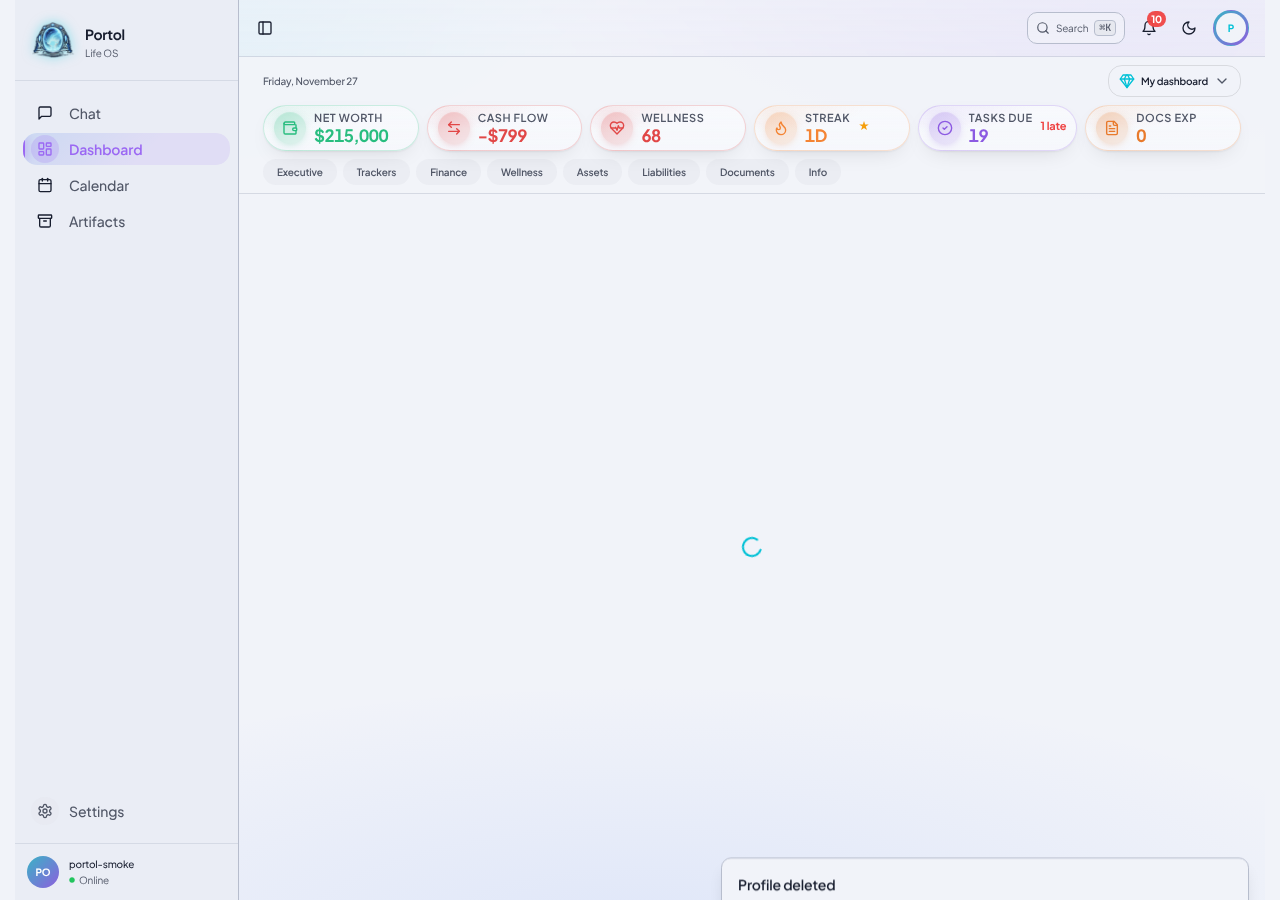 Portol
Life OS
Chat
Dashboard
Calendar
Artifacts
Settings
PO
portol-smoke
Online
Search
⌘K
10
P
Friday, November 27
My dashboard
NET WORTH
$215,000
CASH FLOW
-$799
WELLNESS
68
STREAK
1D
TASKS DUE
19
1 late
DOCS EXP
0
Executive
Trackers
Finance
Wellness
Assets
Liabilities
Documents
Info
Profile deleted